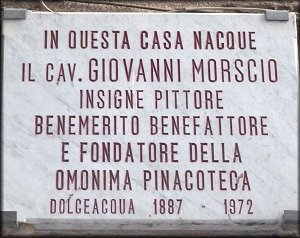 IN QUESTA CASA NACQUE
IL CAV. GIOVANNI MORSCIO
INSIGNE PITTORE
BENEMERITO BENEFATTORE
E FONDATORE DELLA
OMONIMA PINACOTECA
DOLCEACQUA 1887 - 1972